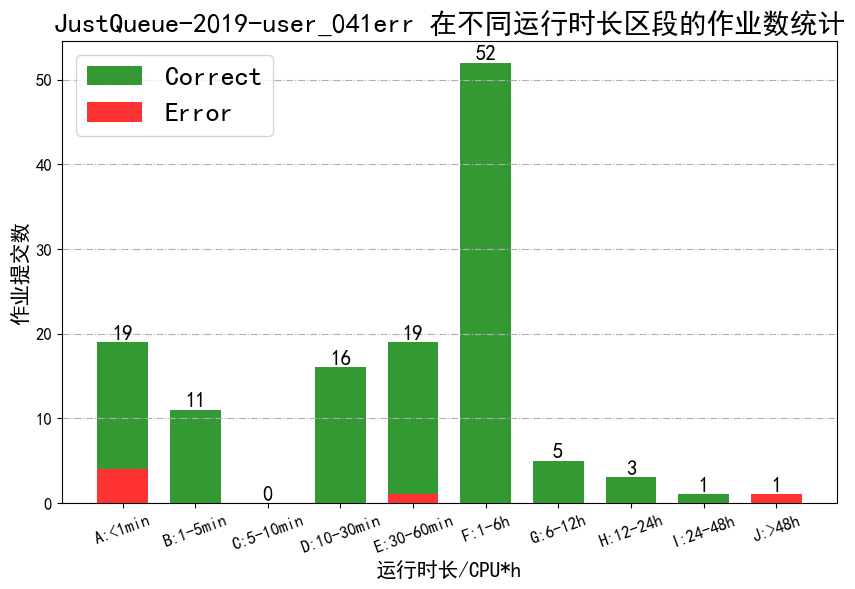 JustQueue-2019-user_041err 在不同运行时长区段的作业数统计
Correct
Error
作业提交数
50
40
30
20
10
0
19
11
0
16
19
52
5
3
1
1
A:<1min
B:1-5min
C:5-10min
D:10-30min
E:30-60min
F:1-6h
G:6-12h
H:12-24h
I:24-48h
J:>48h
运行时长/CPU*h